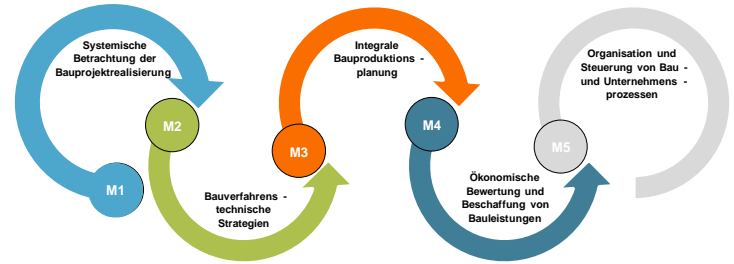 Systemische
Betrachtung der
Bauprojektrealisierung
M1
M2
Bauverfahrens -
technische
Strategien
Integrale
Bauproduktions -
planung
M3
M4
Ökonomische
Bewertung und
Beschaffung von
Bauleistungen
Organisation und
Steuerung von Bau -
und Unternehmens -
prozessen
M5